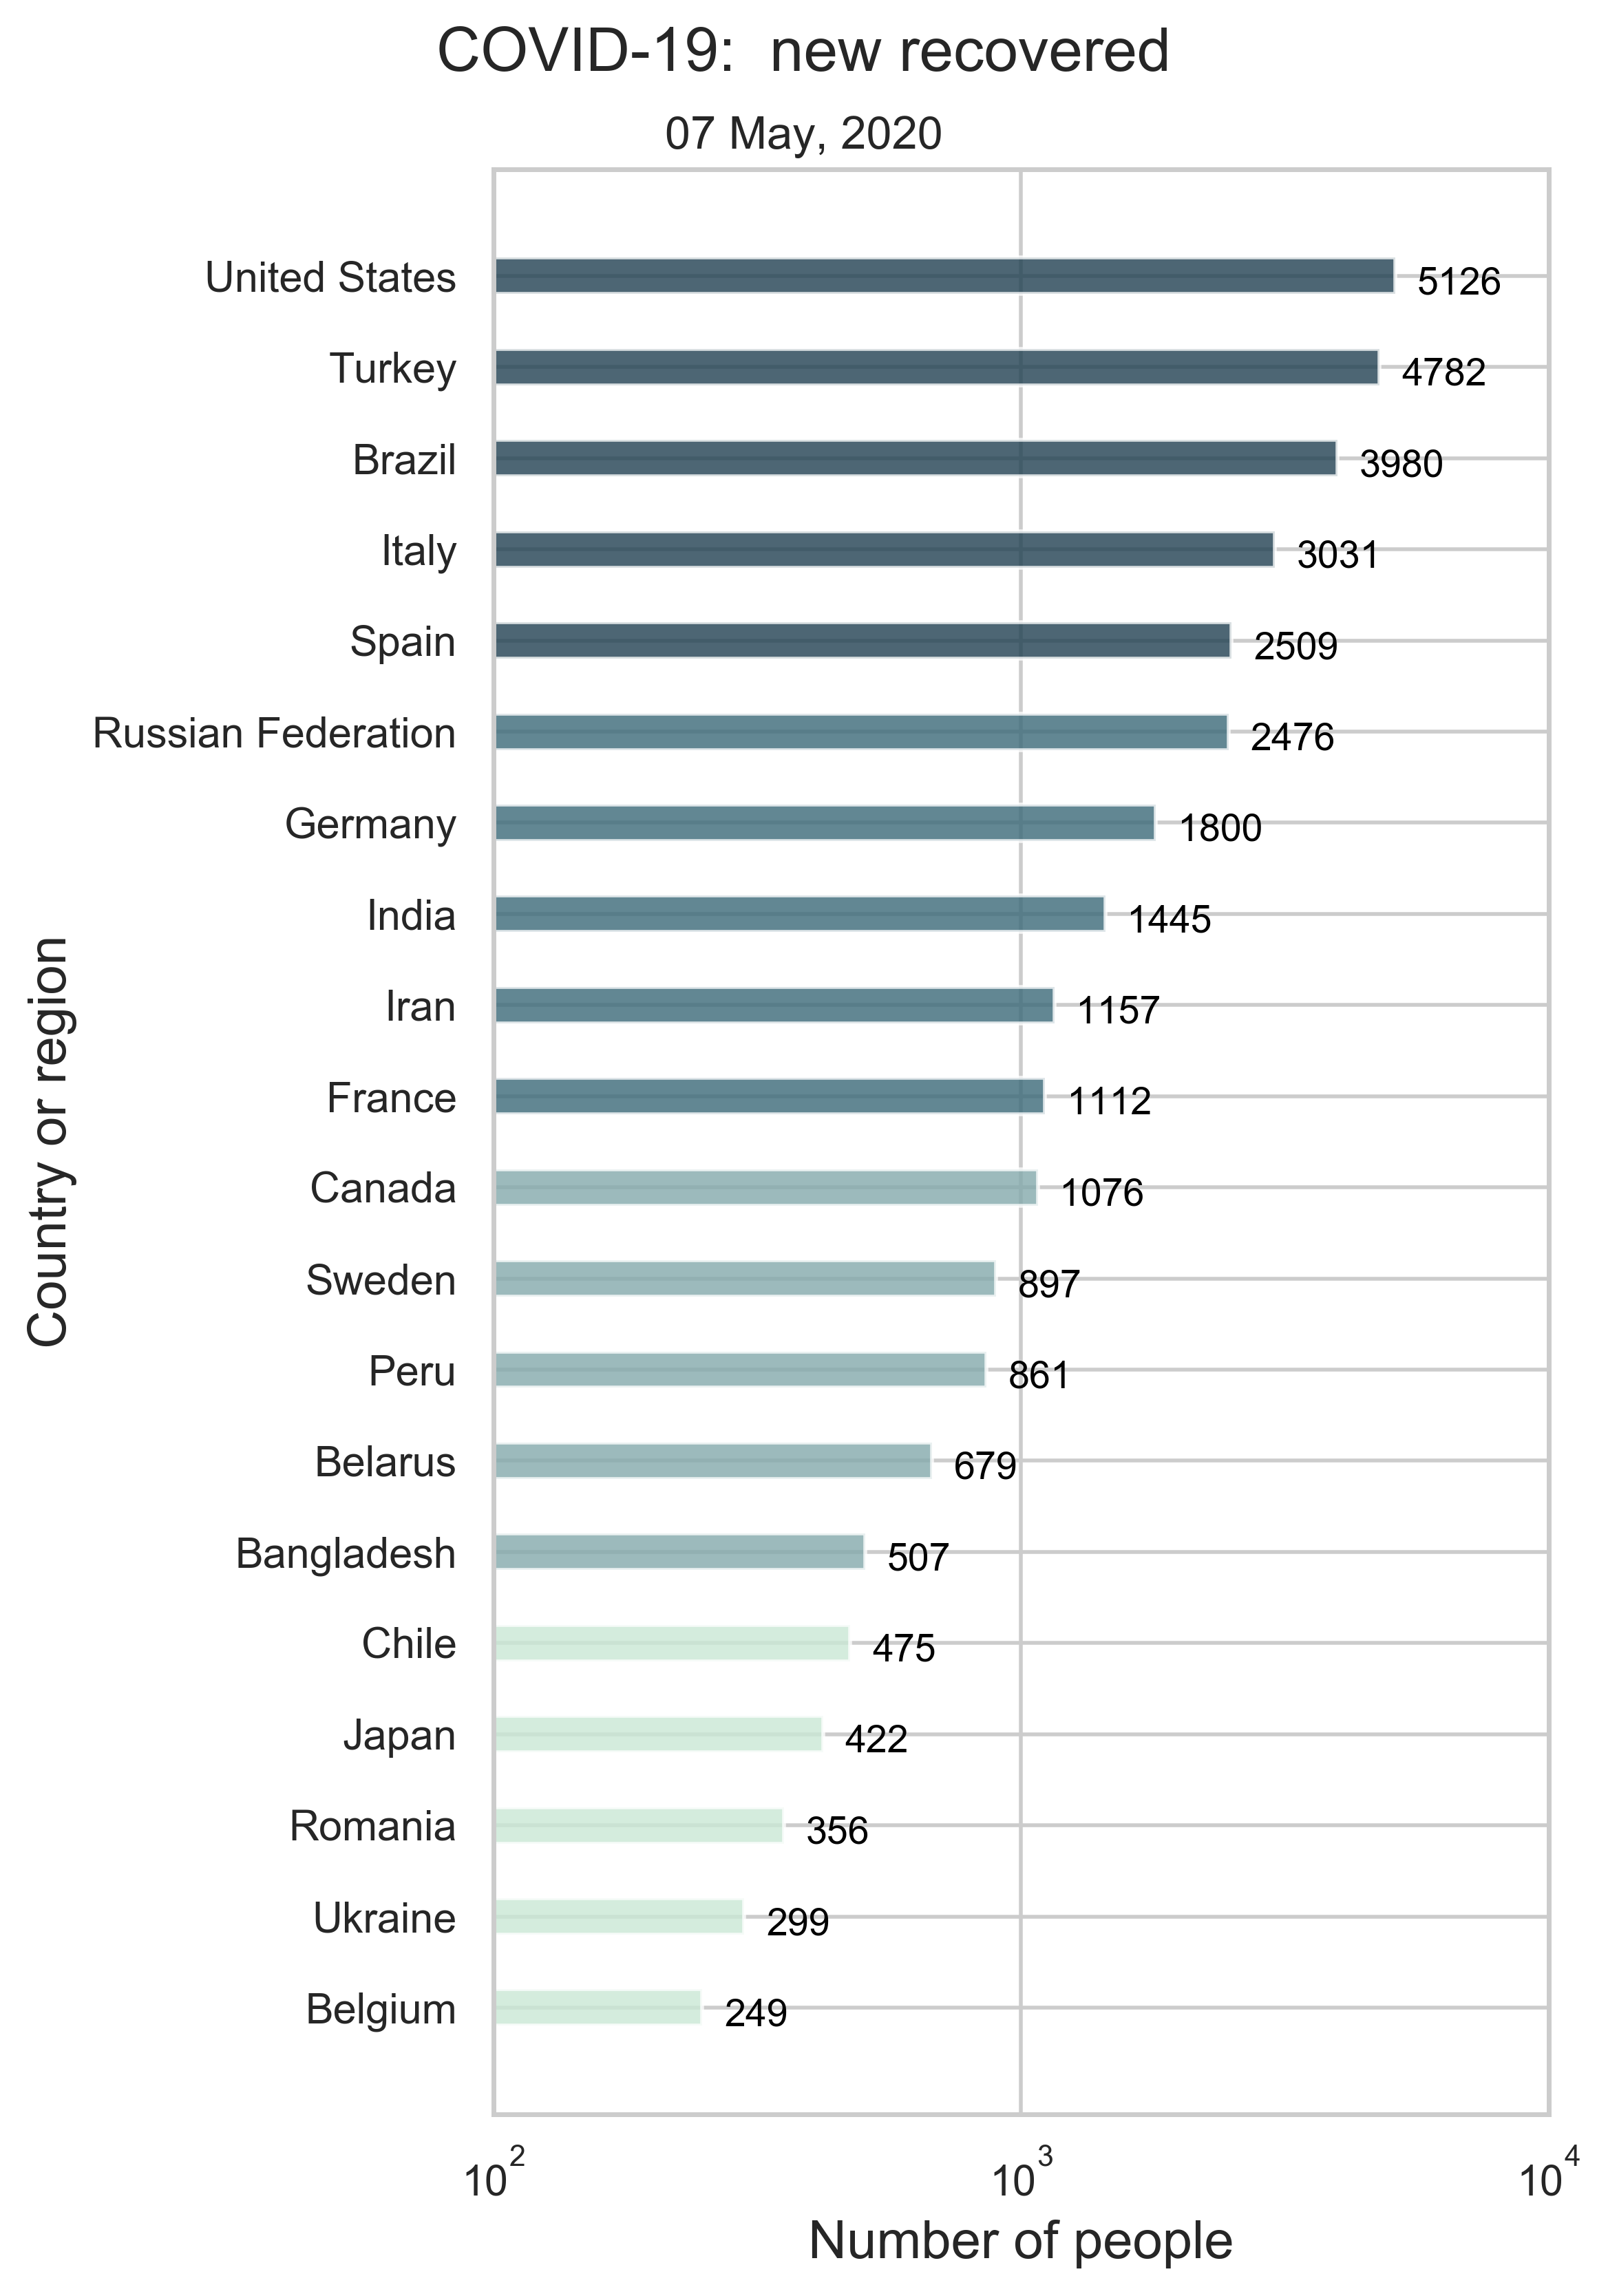 COVID-19:  new recovered
07 May, 2020
United States 5126
Turkey 4782
Brazil 3980
Italy 3031
Spain 2509
Russian Federation 2476
Germany 1800
India 1445
Iran 1157
France 1112
Canada 1076
Sweden 897
Peru 861
Belarus 679
Bangladesh 507
Chile 475
Japan 422
Romania 356
Ukraine 299
Belgium 249
Country or region
10^2 10^3 10^4
Number of people